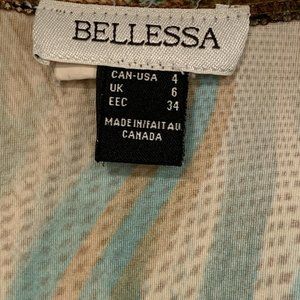 BELLESSA
CAN-USA 4
UK 6
EEC 34
MADE IN/FAIT AU
CANADA